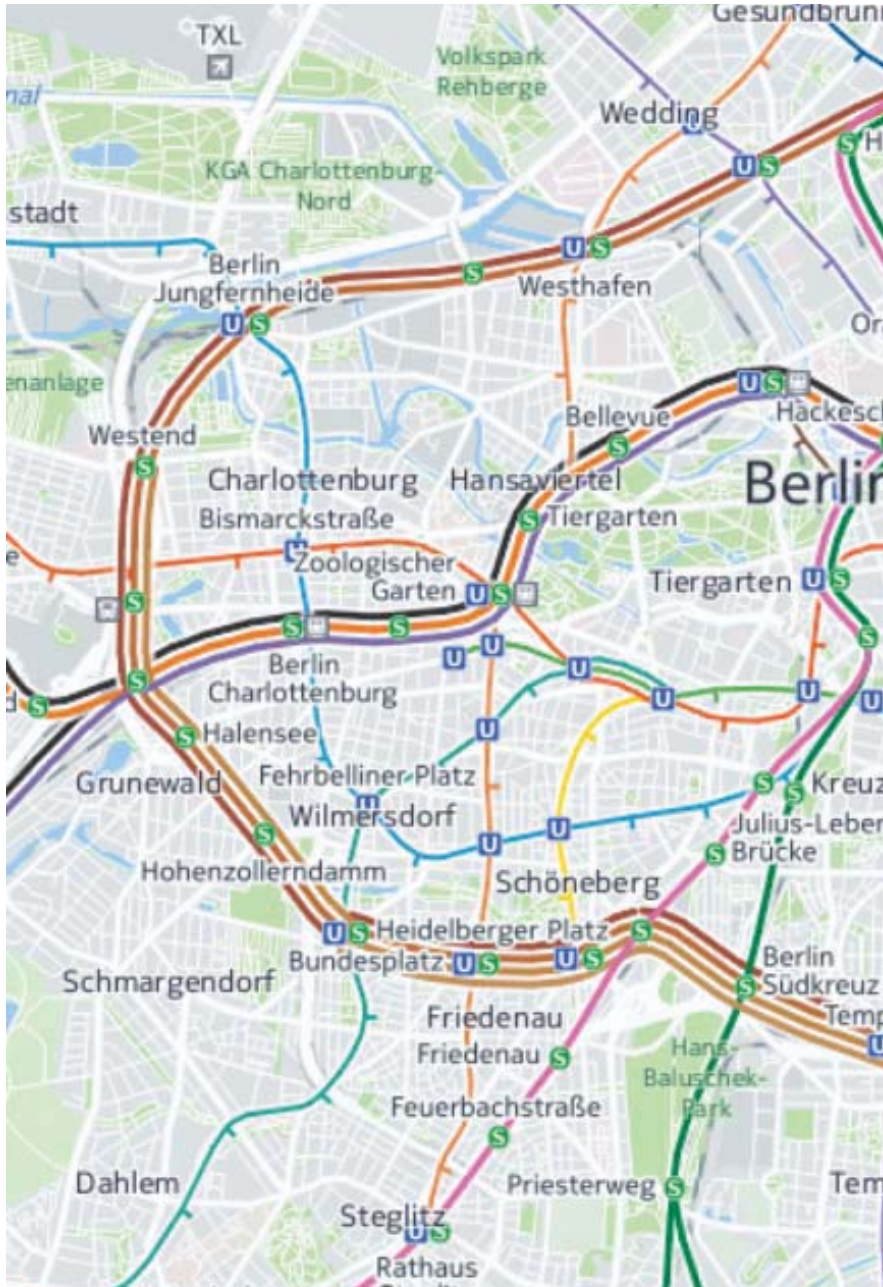 Gesundbrun
TXL
Volkspark
Rehberge
nal
Wedding
H
KGA Charlottenburg-
Nord
stadt
Berlin
Jungfernheide
Westhafen
Or
enanlage
Bellevue
Hackesch
Westend
Charlottenburg
Hansaviertel
Berlin
Bismarckstraße
Tiergarten
e
Zoologischer
Garten
Tiergarten
Berlin
Charlottenburg
d
Halensee
Grunewald
Fehrbelliner Platz
Kreuz
Wilmersdorf
Julius-Leber
Brücke
Hohenzollerndamm
Schöneberg
Heidelberger Platz
Bundesplatz
Berlin
Südkreuz
Schmargendorf
Temp
Friedenau
Friedenau
Hans-
Baluschek-
Park
Feuerbachstraße
Dahlem
Priesterweg
Tem
Steglitz
Rathaus